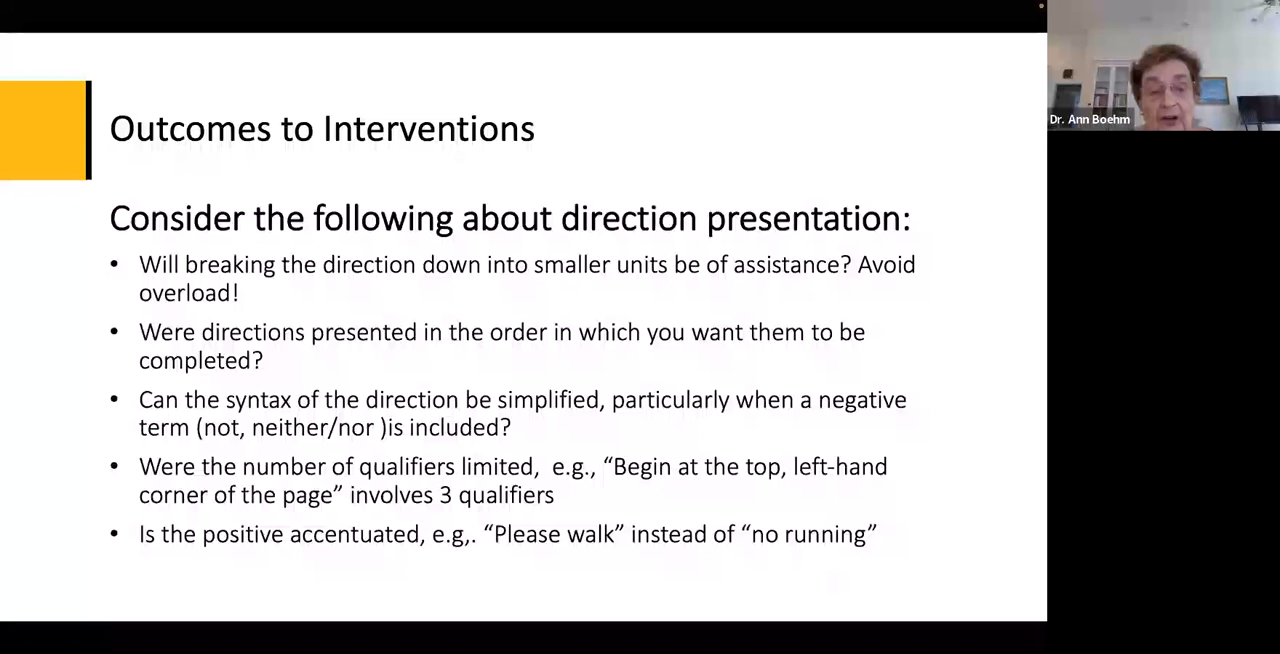 Outcomes to Interventions
Dr. Ann Boehm
Consider the following about direction presentation:
• Will breaking the direction down into smaller units be of assistance? Avoid
overload!
• Were directions presented in the order in which you want them to be
completed?
• Can the syntax of the direction be simplified, particularly when a negative
term (not, neither/nor )is included?
• Were the number of qualifiers limited,  e.g., “Begin at the top, left-hand
corner of the page” involves 3 qualifiers
• Is the positive accentuated, e.g,. “Please walk” instead of “no running”